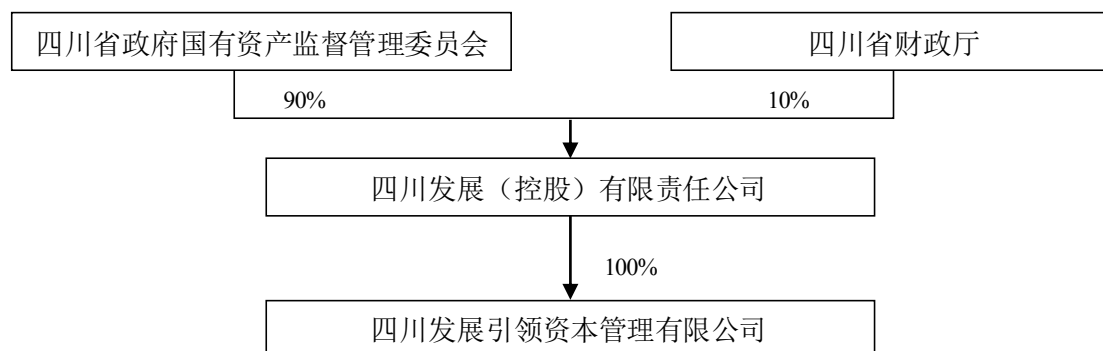 四川省政府国有资产监督管理委员会
四川省财政厅
90%
10%
四川发展（控股）有限责任公司
100%
四川发展引领资本管理有限公司